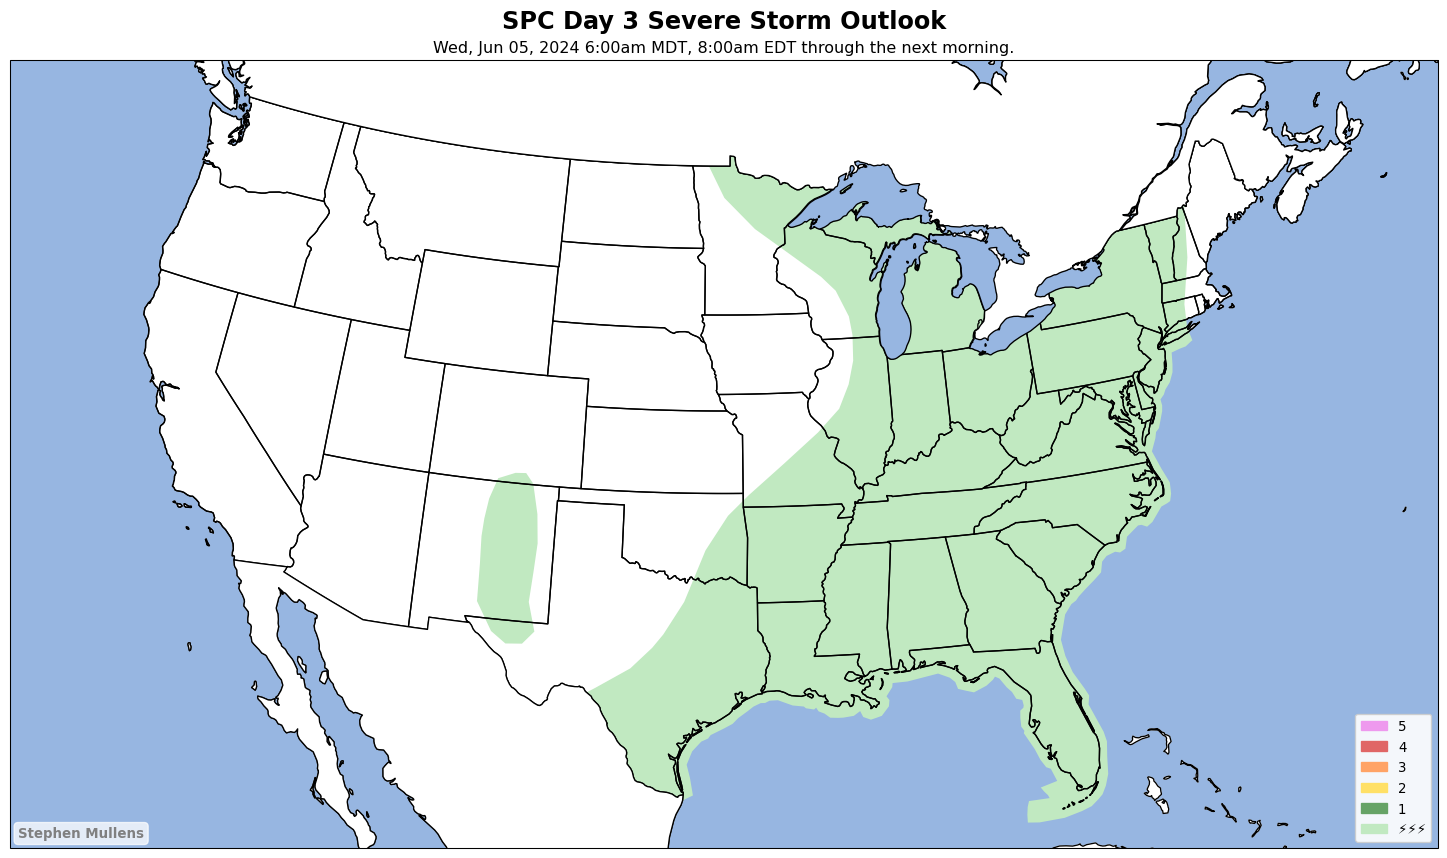 SPC Day 3 Severe Storm Outlook
Wed, Jun 05, 2024 6:00am MDT, 8:00am EDT through the next morning.
5
4
3
2
1
⚡⚡⚡
Stephen Mullens